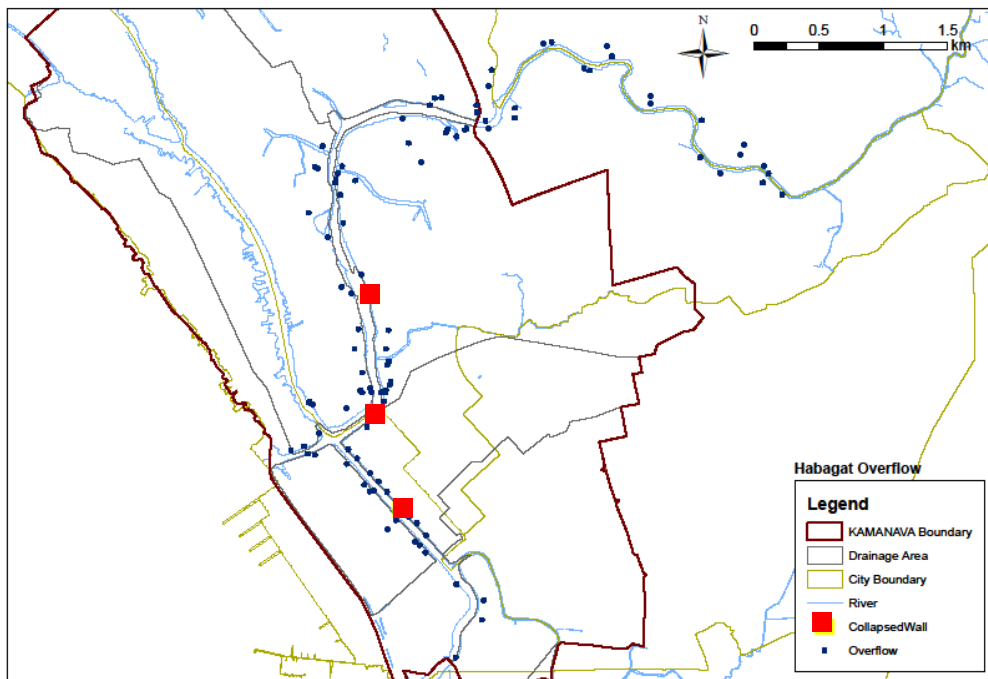 N
0 0.5 1 1.5
km
Habagat Overflow
Legend
KAMANAVA Boundary
Drainage Area
City Boundary
River
CollapsedWall
Overflow